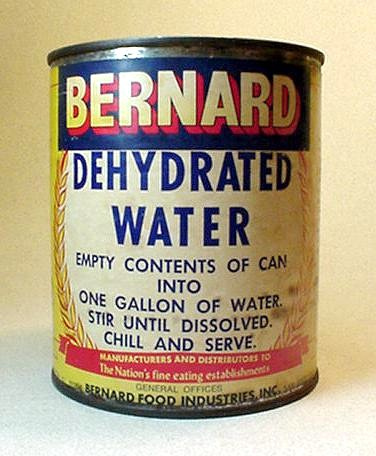 BERNARD
DEHYDRATED
WATER
EMPTY CONTENTS OF CAN
INTO
ONE GALLON OF WATER.
STIR UNTIL DISSOLVED.
CHILL AND SERVE.
MANUFACTURERS AND DISTRIBUTORS TO
The Nation's fine eating establishments
GENERAL OFFICES
BERNARD FOOD INDUSTRIES, INC.